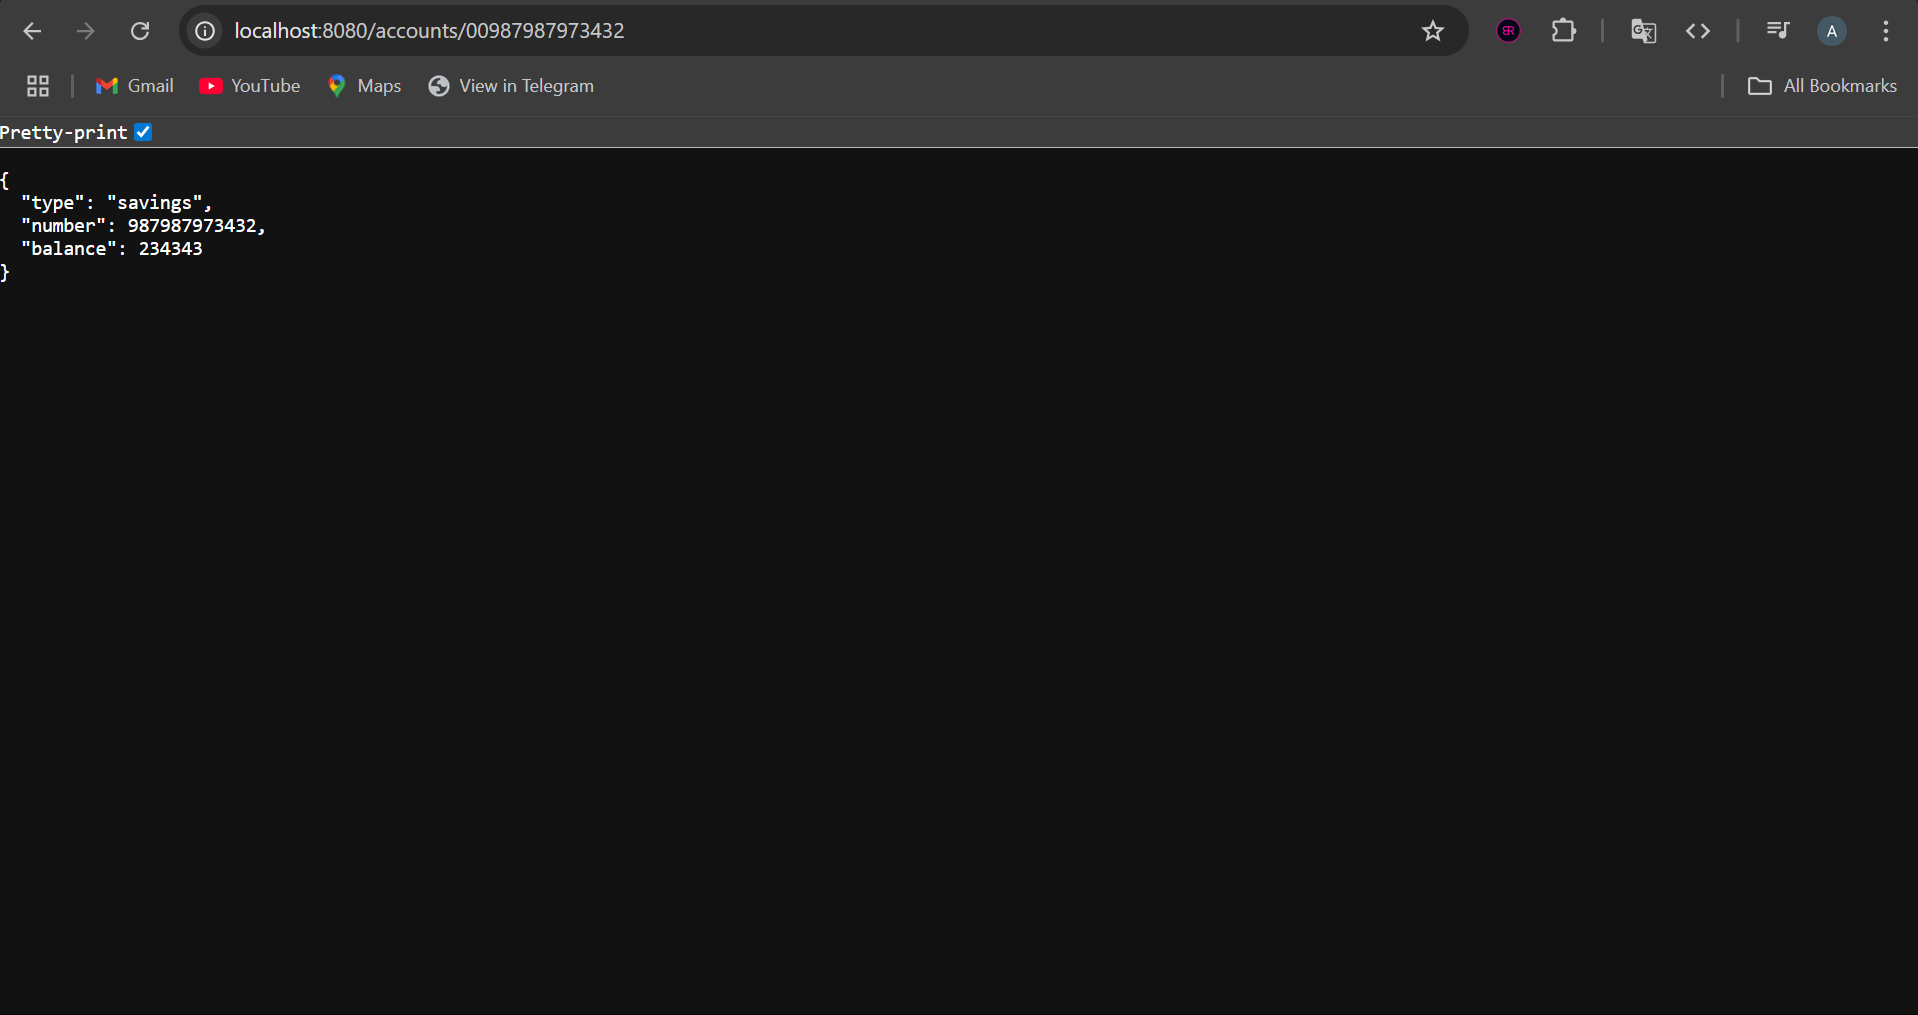 localhost:8080/accounts/00987987973432
A
Gmail YouTube Maps View in Telegram All Bookmarks
Pretty-print
{
"type": "savings",
"number": 987987973432,
"balance": 234343
}